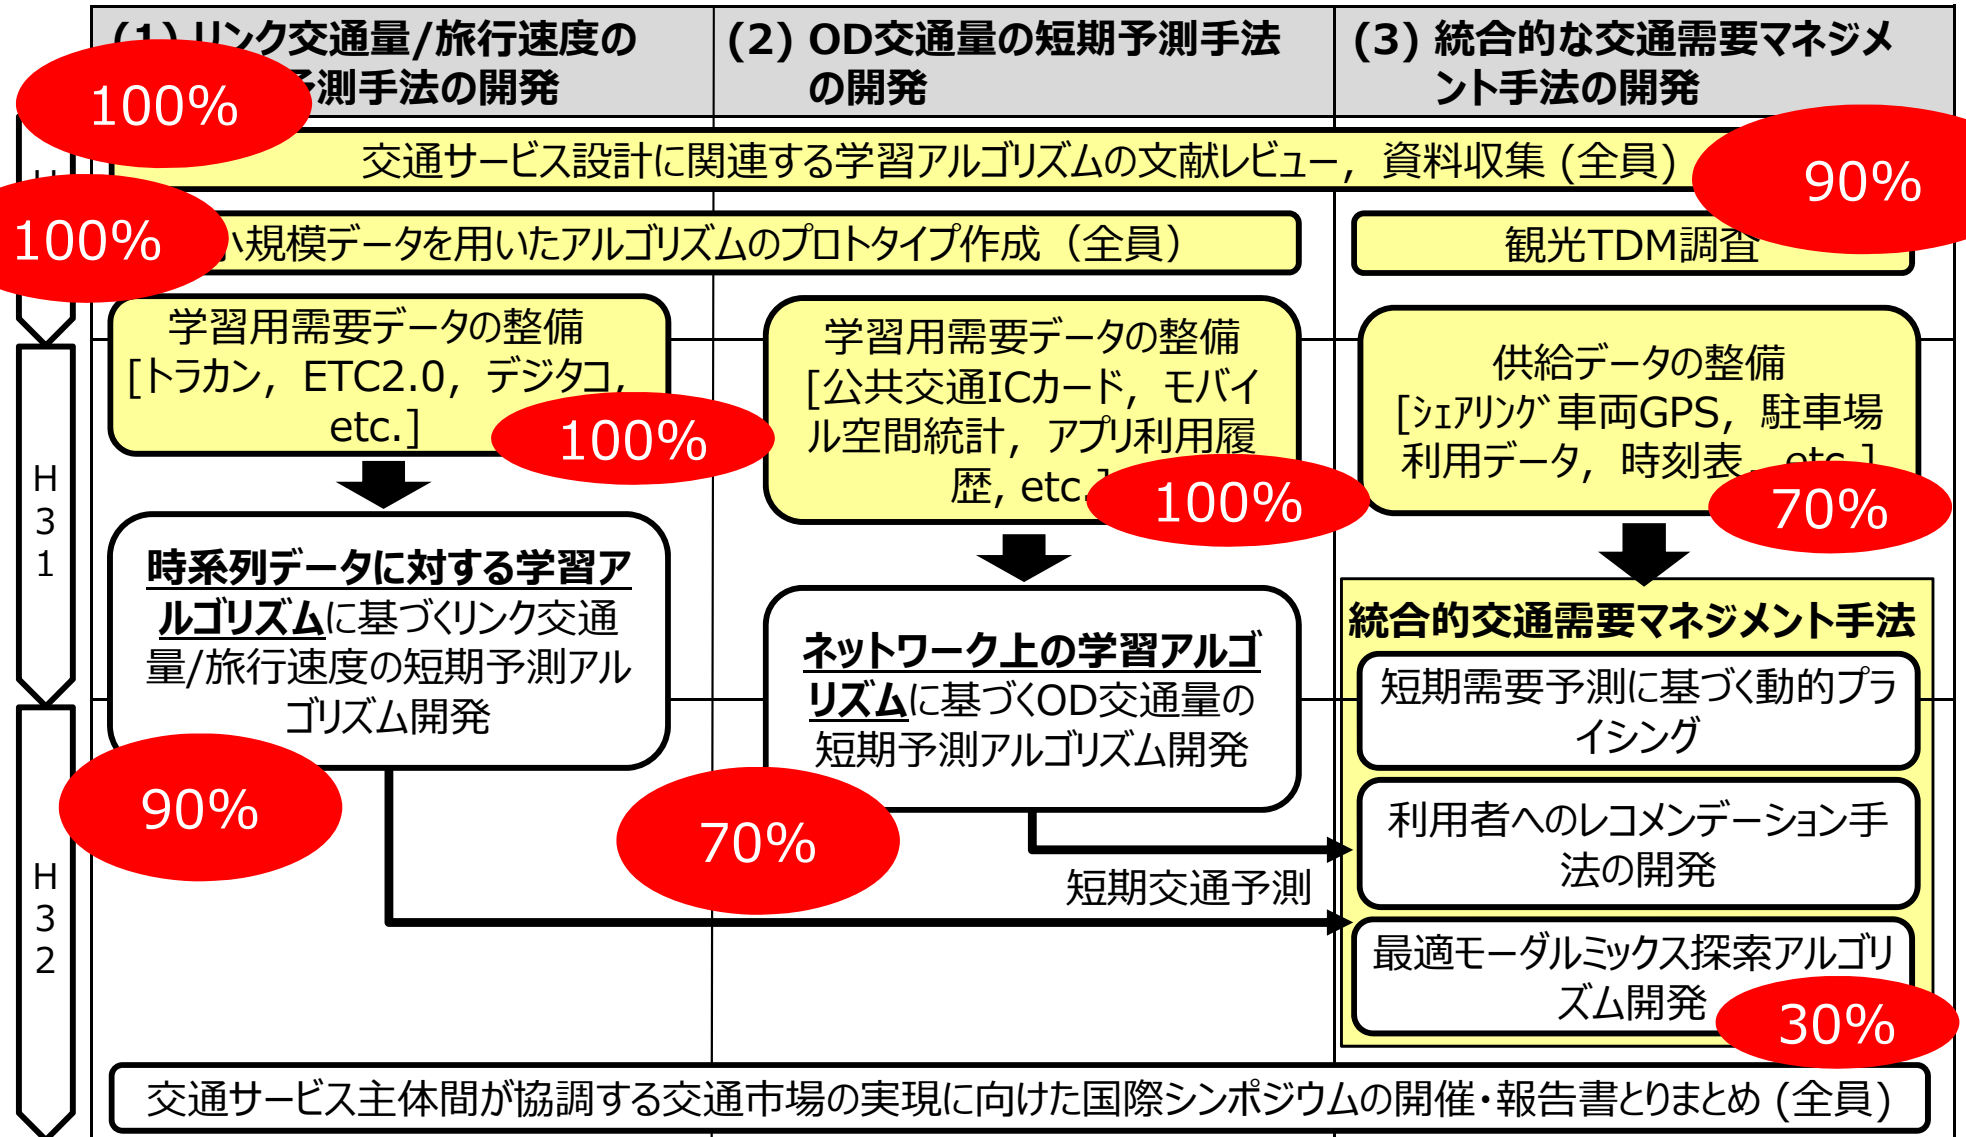 (1) リンク交通量/旅行速度の
測手法の開発
(2) OD交通量の短期予測手法
の開発
(3) 統合的な交通需要マネジメ
ント手法の開発
100%
交通サービス設計に関連する学習アルゴリズムの文献レビュー, 資料収集 (全員)
90%
100%
規模データを用いたアルゴリズムのプロトタイプ作成（全員）
観光TDM調査
学習用需要データの整備
[トラカン, ETC2.0, デジタコ,
etc.]
100%
学習用需要データの整備
[公共交通ICカード, モバイ
ル空間統計, アプリ利用履
歴, etc.]
100%
供給データの整備
[シェアリング車両GPS, 駐車場
利用データ, 時刻表, etc.]
70%
H
3
1
時系列データに対する学習ア
ルゴリズムに基づくリンク交通
量/旅行速度の短期予測アル
ゴリズム開発
90%
ネットワーク上の学習アルゴ
リズムに基づくOD交通量の
短期予測アルゴリズム開発
70%
統合的交通需要マネジメント手法
短期需要予測に基づく動的プラ
イシング
利用者へのレコメンデーション手
法の開発
最適モーダルミックス探索アルゴリ
ズム開発
30%
短期交通予測
H
3
2
交通サービス主体間が協調する交通市場の実現に向けた国際シンポジウムの開催・報告書とりまとめ (全員)